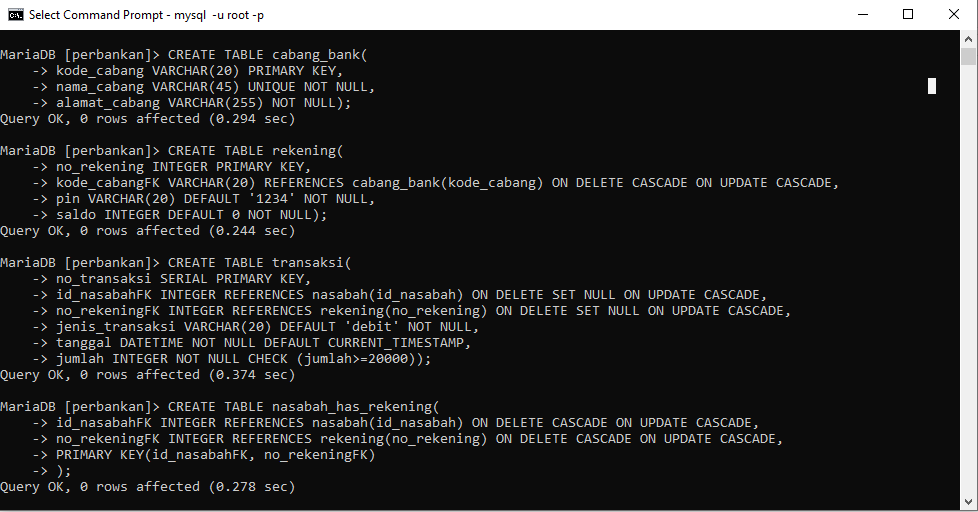 Select Command Prompt - mysql  -u root -p
MariaDB [perbankan]> CREATE TABLE cabang_bank(
    -> kode_cabang VARCHAR(20) PRIMARY KEY,
    -> nama_cabang VARCHAR(45) UNIQUE NOT NULL,
    -> alamat_cabang VARCHAR(255) NOT NULL);
Query OK, 0 rows affected (0.294 sec)
MariaDB [perbankan]> CREATE TABLE rekening(
    -> no_rekening INTEGER PRIMARY KEY,
    -> kode_cabangFK VARCHAR(20) REFERENCES cabang_bank(kode_cabang) ON DELETE CASCADE ON UPDATE CASCADE,
    -> pin VARCHAR(20) DEFAULT '1234' NOT NULL,
    -> saldo INTEGER DEFAULT 0 NOT NULL);
Query OK, 0 rows affected (0.244 sec)
MariaDB [perbankan]> CREATE TABLE transaksi(
    -> no_transaksi SERIAL PRIMARY KEY,
    -> id_nasabahFK INTEGER REFERENCES nasabah(id_nasabah) ON DELETE SET NULL ON UPDATE CASCADE,
    -> no_rekeningFK INTEGER REFERENCES rekening(no_rekening) ON DELETE SET NULL ON UPDATE CASCADE,
    -> jenis_transaksi VARCHAR(20) DEFAULT 'debit' NOT NULL,
    -> tanggal DATETIME NOT NULL DEFAULT CURRENT_TIMESTAMP,
    -> jumlah INTEGER NOT NULL CHECK (jumlah>=20000));
Query OK, 0 rows affected (0.374 sec)
MariaDB [perbankan]> CREATE TABLE nasabah_has_rekening(
    -> id_nasabahFK INTEGER REFERENCES nasabah(id_nasabah) ON DELETE CASCADE ON UPDATE CASCADE,
    -> no_rekeningFK INTEGER REFERENCES rekening(no_rekening) ON DELETE CASCADE ON UPDATE CASCADE,
    -> PRIMARY KEY(id_nasabahFK, no_rekeningFK)
    -> );
Query OK, 0 rows affected (0.278 sec)